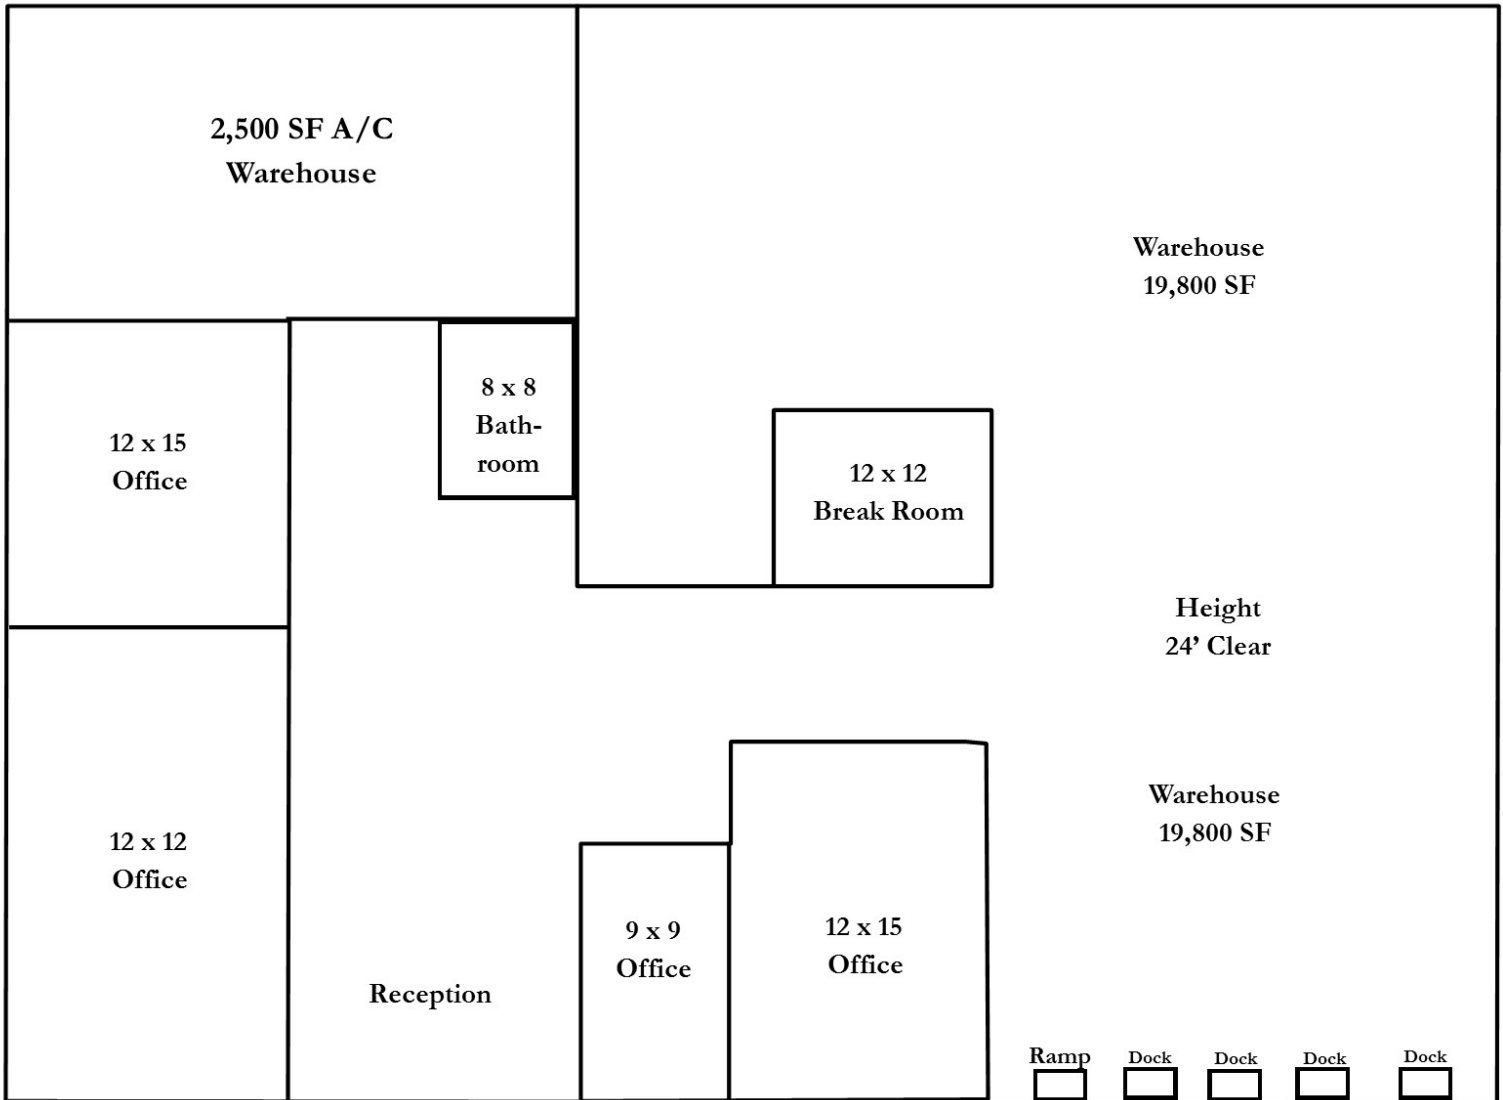 2,500 SF A/C
Warehouse
Warehouse
19,800 SF
8 x 8
Bath-
room
12 x 15
Office
12 x 12
Break Room
Height
24’ Clear
Warehouse
19,800 SF
12 x 12
Office
9 x 9
Office
12 x 15
Office
Reception
Ramp
Dock
Dock
Dock
Dock